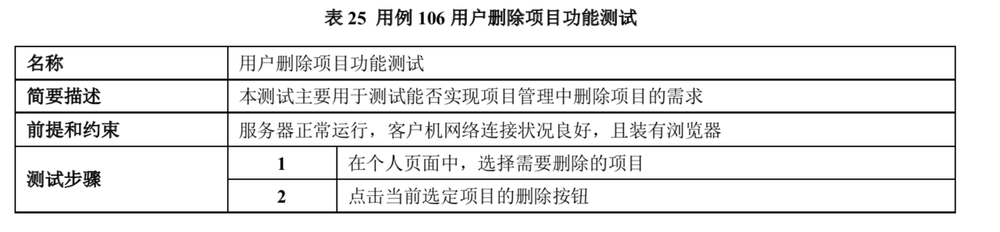 表 25 用例 106 用户删除项目功能测试
名称 用户删除项目功能测试
简要描述 本测试主要用于测试能否实现项目管理中删除项目的需求
前提和约束 服务器正常运行，客户机网络连接状况良好，且装有浏览器
测试步骤
1 在个人页面中，选择需要删除的项目
2 点击当前选定项目的删除按钮